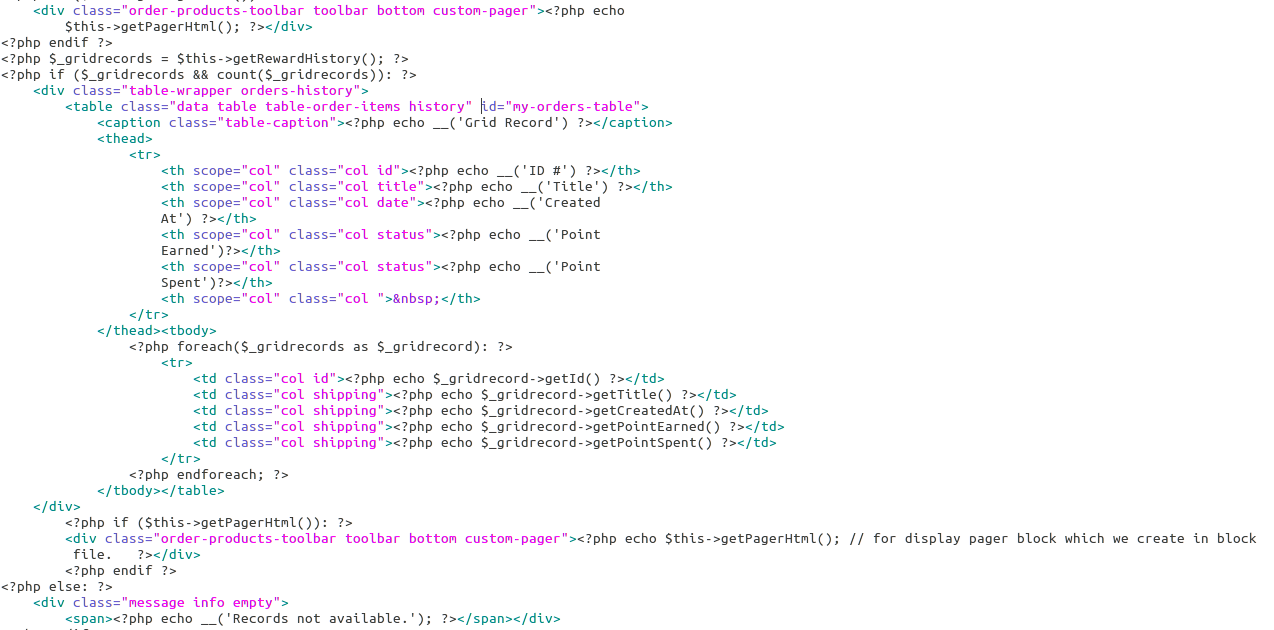 <div class="order-products-toolbar toolbar bottom custom-pager"><?php echo
$this->getPagerHtml(); ?></div>
<?php endif ?>
<?php $_gridrecords = $this->getRewardHistory(); ?>
<?php if ($_gridrecords && count($_gridrecords)): ?>
<div class="table-wrapper orders-history">
<table class="data table table-order-items history" id="my-orders-table">
<caption class="table-caption"><?php echo __('Grid Record') ?></caption>
<thead>
<tr>
<th scope="col" class="col id"><?php echo __('ID #') ?></th>
<th scope="col" class="col title"><?php echo __('Title') ?></th>
<th scope="col" class="col date"><?php echo __('Created
At') ?></th>
<th scope="col" class="col status"><?php echo __('Point
Earned')?></th>
<th scope="col" class="col status"><?php echo __('Point
Spent')?></th>
<th scope="col" class="col ">&nbsp;</th>
</tr>
</thead><tbody>
<?php foreach($_gridrecords as $_gridrecord): ?>
<tr>
<td class="col id"><?php echo $_gridrecord->getId() ?></td>
<td class="col shipping"><?php echo $_gridrecord->getTitle() ?></td>
<td class="col shipping"><?php echo $_gridrecord->getCreatedAt() ?></td>
<td class="col shipping"><?php echo $_gridrecord->getPointEarned() ?></td>
<td class="col shipping"><?php echo $_gridrecord->getPointSpent() ?></td>
</tr>
<?php endforeach; ?>
</tbody></table>
</div>
<?php if ($this->getPagerHtml()): ?>
<div class="order-products-toolbar toolbar bottom custom-pager"><?php echo $this->getPagerHtml(); // for display pager block which we create in block
file.   ?></div>
<?php endif ?>
<?php else: ?>
<div class="message info empty">
<span><?php echo __('Records not available.'); ?></span></div>